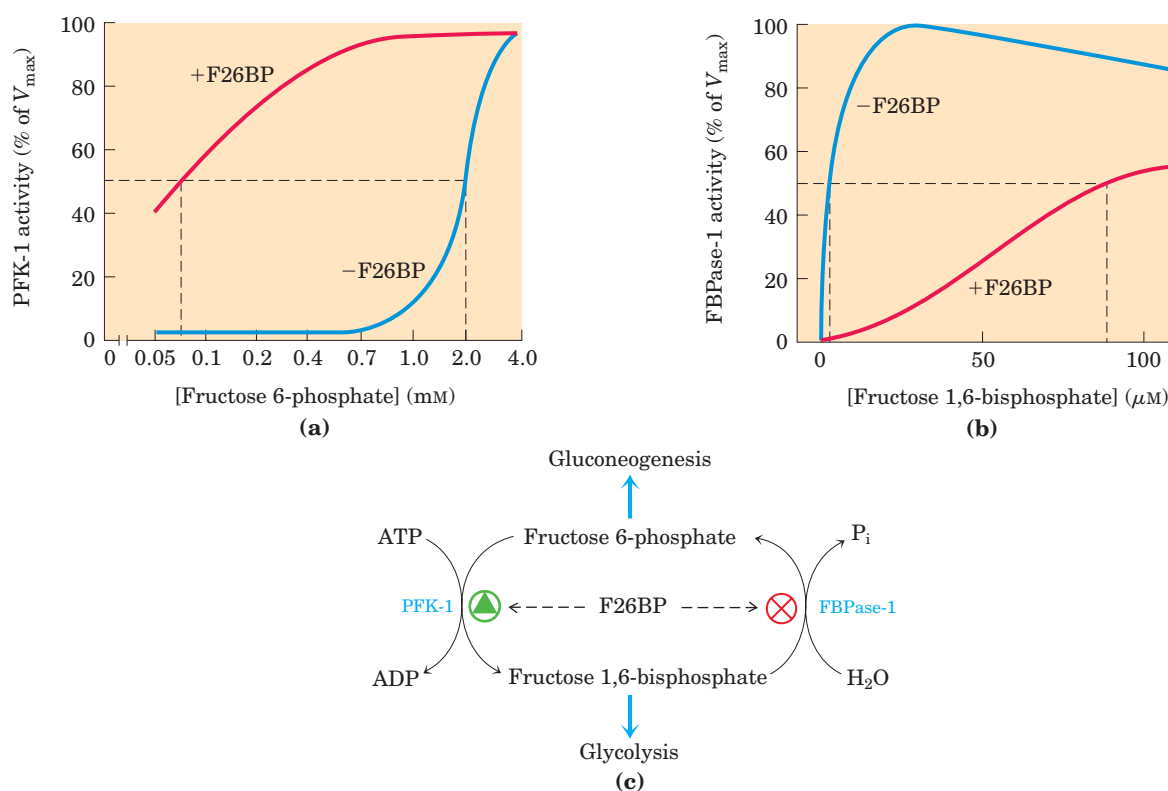 PFK-1 activity (% of Vmax)
100
80
60
40
20
0
+F26BP
−F26BP
0 0.05 0.1 0.2 0.4 0.7 1.0 2.0 4.0
[Fructose 6-phosphate] (mM)
(a)
FBPase-1 activity (% of Vmax)
100
80
60
40
20
0
−F26BP
+F26BP
0 50 100
[Fructose 1,6-bisphosphate] (μM)
(b)
Gluconeogenesis
ATP Fructose 6-phosphate Pi
PFK-1 F26BP FBPase-1
ADP Fructose 1,6-bisphosphate H2O
Glycolysis
(c)